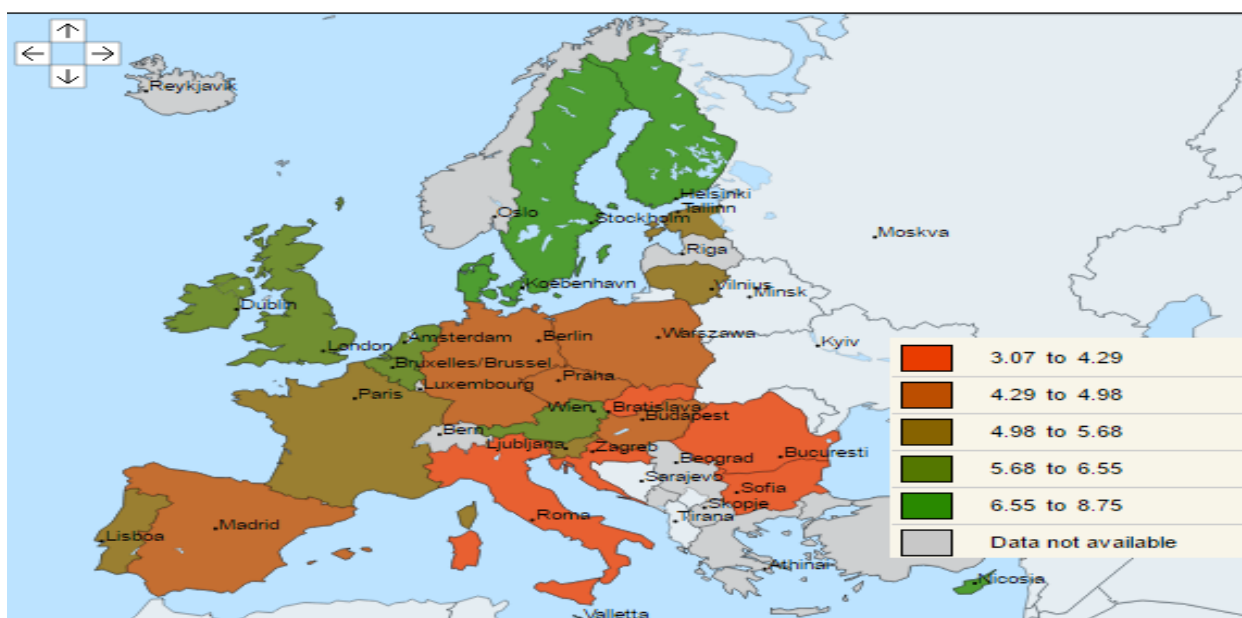 Reykjavik
Helsinki
Tallinn
Oslo
Stockholm
Moskva
Riga
Koebenhavn
Vilnius
Minsk
Dublin
London
Amsterdam
Berlin
Warszawa
Kyiv
Bruxelles/Brussel
Luxembourg
Praha
Paris
Wien
Bratislava
Budapest
Bern
Ljubljana
Zagreb
Beograd
Bucuresti
Sarajevo
Sofia
Skopje
Tirana
Roma
Madrid
Lisboa
Athinai
Nicosia
Valletta
3.07 to 4.29
4.29 to 4.98
4.98 to 5.68
5.68 to 6.55
6.55 to 8.75
Data not available